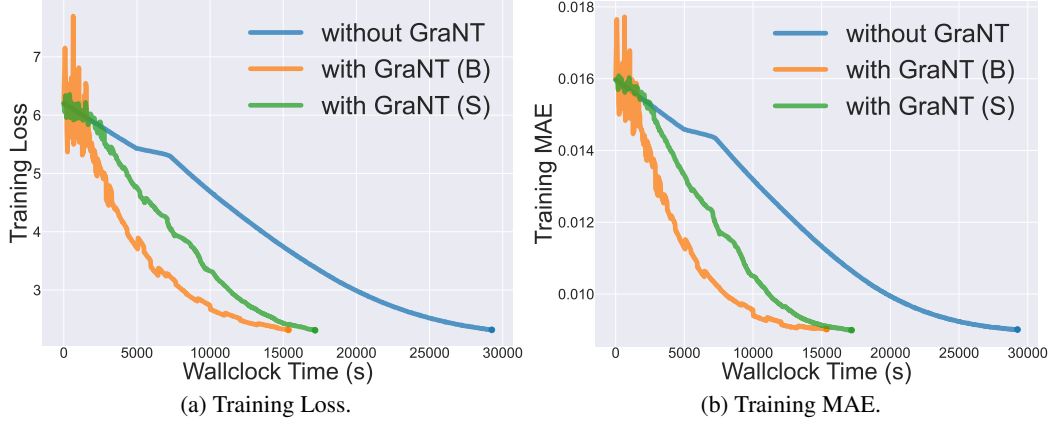 without GraNT
with GraNT (B)
with GraNT (S)
Training Loss
7
6
5
4
3
0
5000
10000
15000
20000
25000
30000
Wallclock Time (s)
(a) Training Loss.
without GraNT
with GraNT (B)
with GraNT (S)
Training MAE
0.018
0.016
0.014
0.012
0.010
0
5000
10000
15000
20000
25000
30000
Wallclock Time (s)
(b) Training MAE.